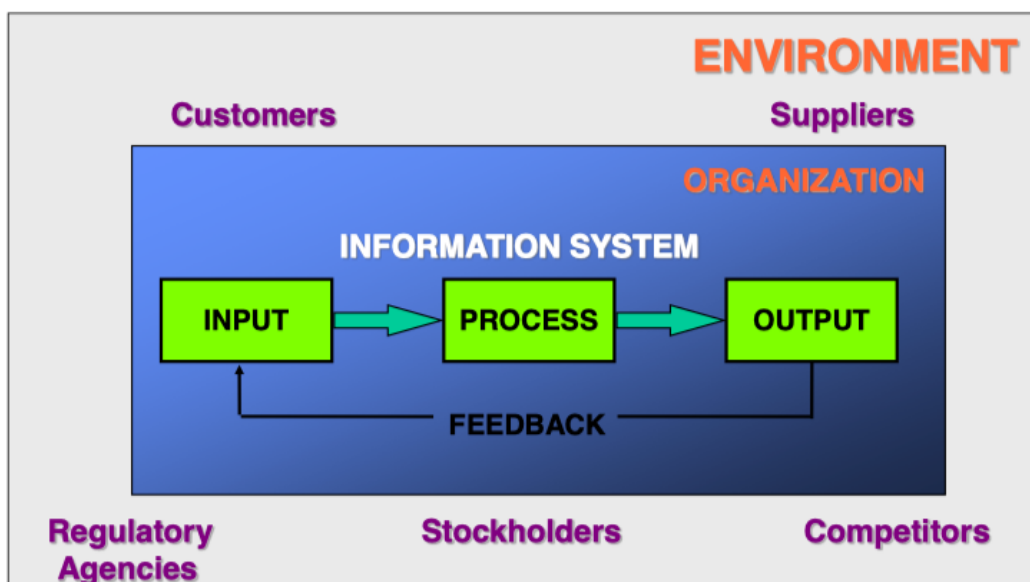 ENVIRONMENT
Customers
Suppliers
ORGANIZATION
INFORMATION SYSTEM
INPUT
PROCESS
OUTPUT
FEEDBACK
Regulatory
Agencies
Stockholders
Competitors